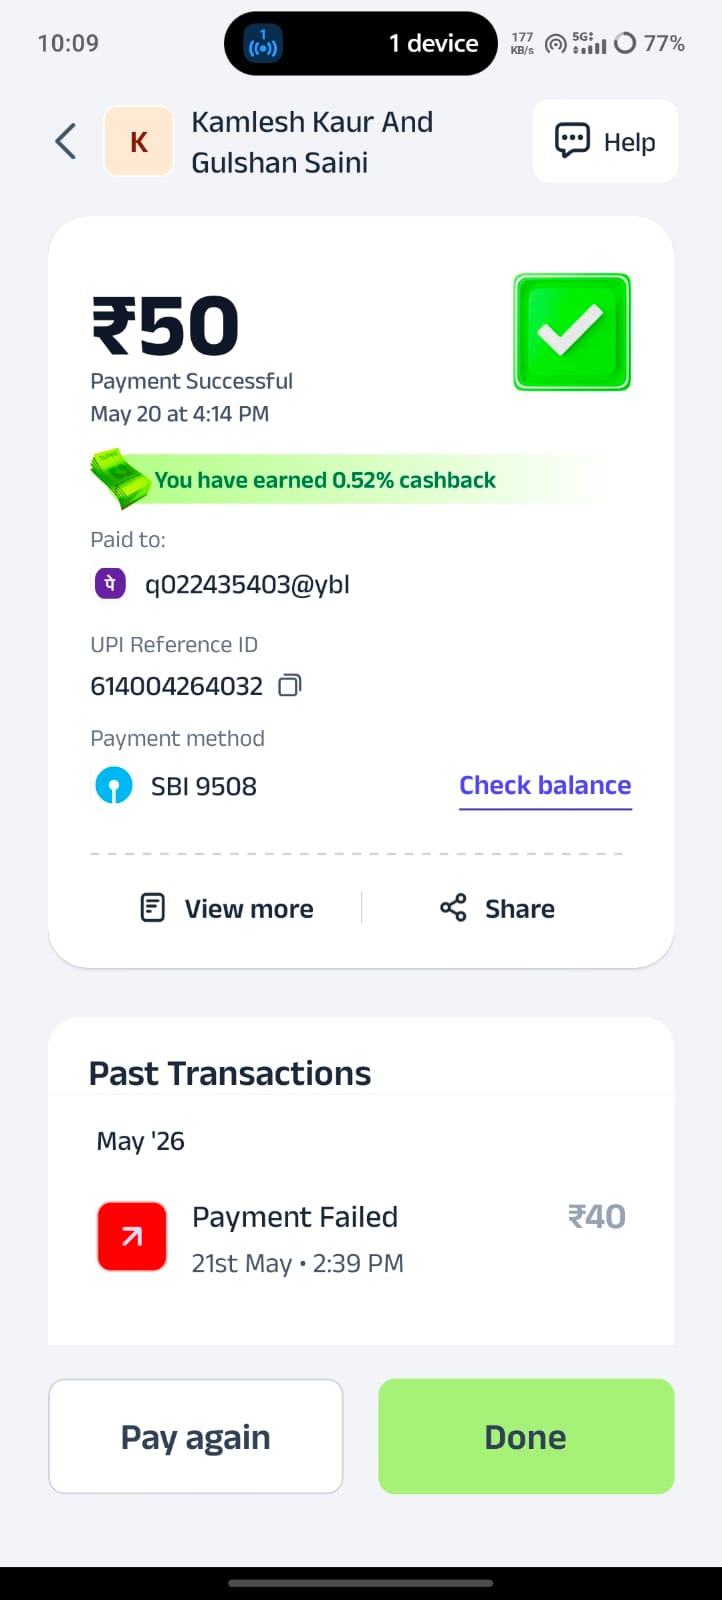 10:09
1
1 device
177
KB/s
5G
77%
K
Kamlesh Kaur And
Gulshan Saini
Help
₹50
Payment Successful
May 20 at 4:14 PM
You have earned 0.52% cashback
Paid to:
पे
q022435403@ybl
UPI Reference ID
614004264032
Payment method
SBI 9508
Check balance
View more
Share
Past Transactions
May '26
Payment Failed
₹40
21st May • 2:39 PM
Pay again
Done